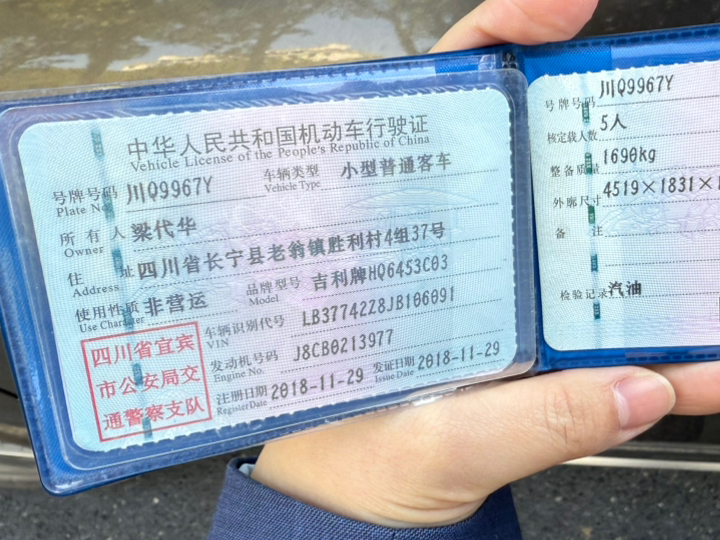 中华人民共和国机动车行驶证
Vehicle License of the People's Republic of China
号牌号码 川Q9967Y 车辆类型 小型普通客车
Plate No. Vehicle Type
所有人 梁代华
Owner
住址 四川省长宁县老翁镇胜利村4组37号
Address
使用性质 非营运 品牌型号 吉利牌HQ6453C03
Use Character Model
车辆识别代号 LB3774228JB106091
VIN
发动机号码 J8CB0213977
Engine No.
注册日期 2018-11-29 发证日期 2018-11-29
Register Date Issue Date
四川省宜宾
市公安局交
通警察支队
号牌号码 川Q9967Y
核定载人数 5人
整备质量 1690kg
外廓尺寸 4519×1831×
备注
检验记录 汽油